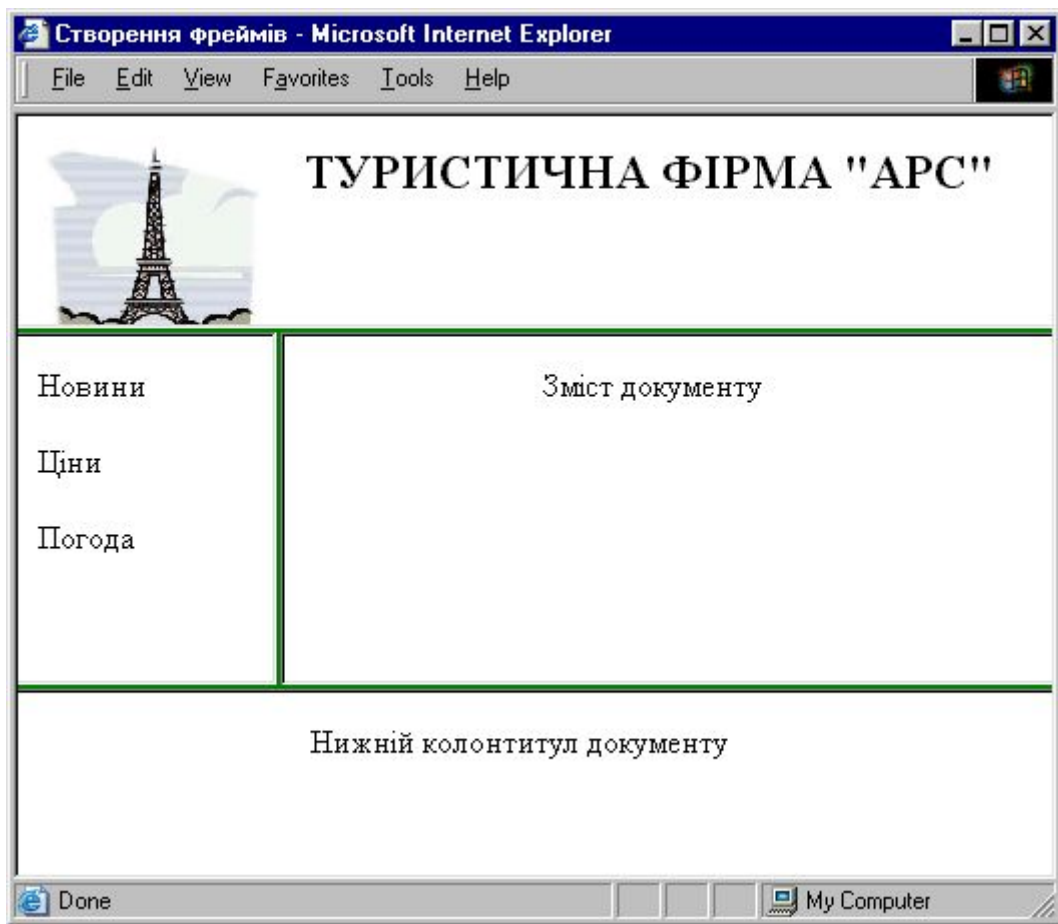 Створення фреймів - Microsoft Internet Explorer
File Edit View Favorites Tools Help
ТУРИСТИЧНА ФІРМА "АРС"
Новини
Зміст документу
Ціни
Погода
Нижній колонтитул документу
Done
My Computer